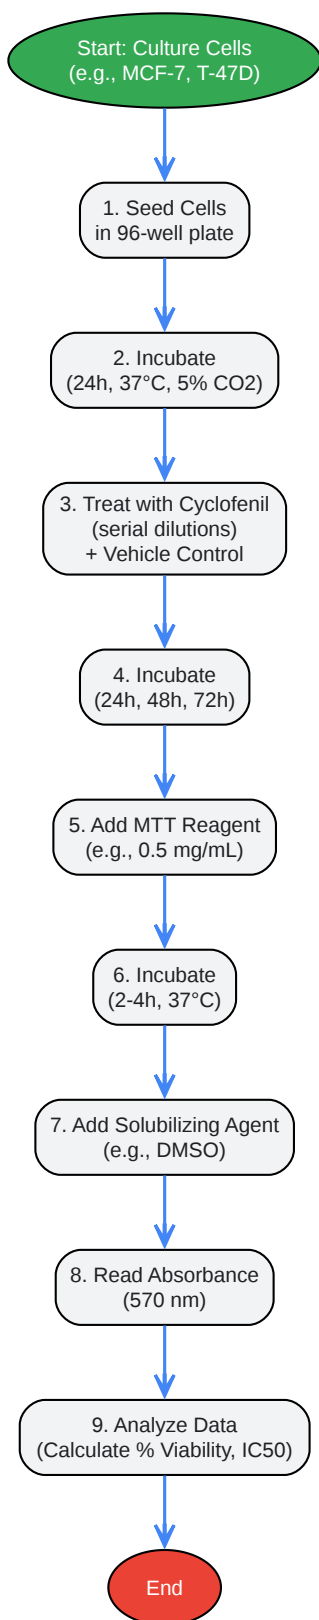 Start: Culture Cells
(e.g., MCF-7, T-47D)
1. Seed Cells
in 96-well plate
2. Incubate
(24h, 37°C, 5% CO2)
3. Treat with Cyclofenil
(serial dilutions)
+ Vehicle Control
4. Incubate
(24h, 48h, 72h)
5. Add MTT Reagent
(e.g., 0.5 mg/mL)
6. Incubate
(2-4h, 37°C)
7. Add Solubilizing Agent
(e.g., DMSO)
8. Read Absorbance
(570 nm)
9. Analyze Data
(Calculate % Viability, IC50)
End